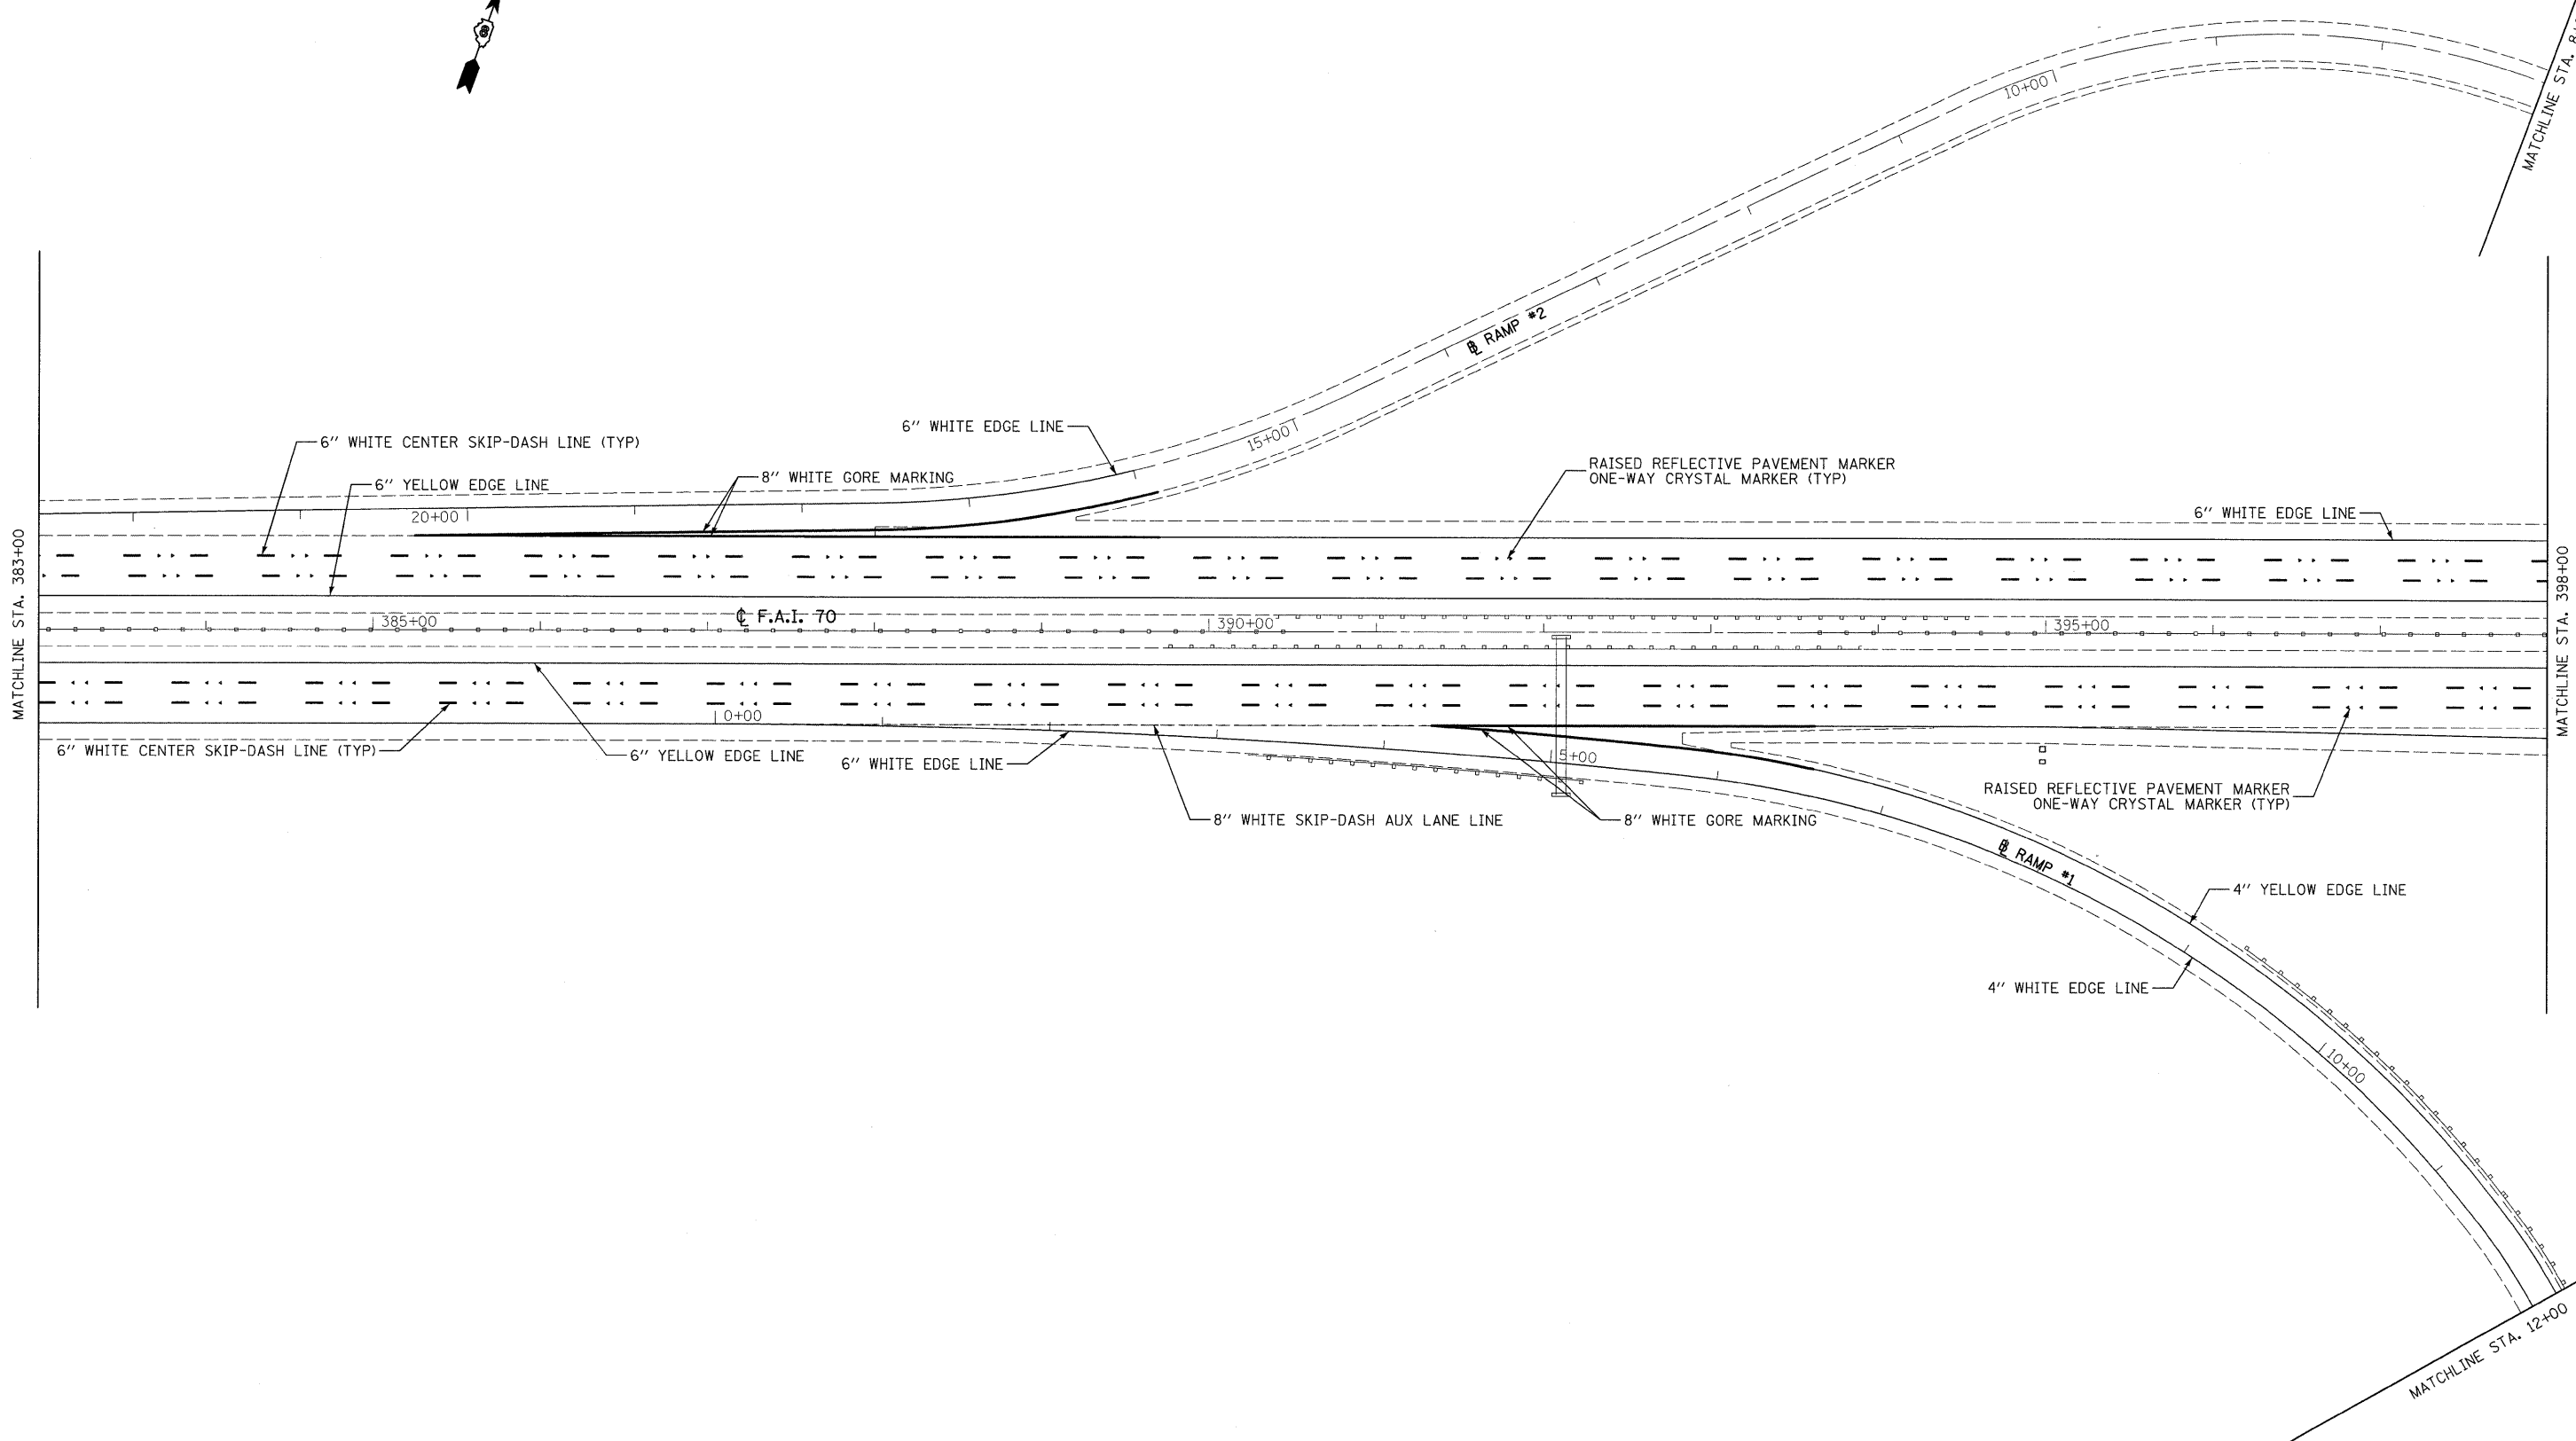 8
10+00
MATCHLINE STA.
℄ RAMP #2
15+00
6" WHITE EDGE LINE
6" WHITE CENTER SKIP-DASH LINE (TYP)
8" WHITE GORE MARKING
6" YELLOW EDGE LINE
RAISED REFLECTIVE PAVEMENT MARKER
ONE-WAY CRYSTAL MARKER (TYP)
6" WHITE EDGE LINE
20+00
MATCHLINE STA. 383+00
MATCHLINE STA. 398+00
385+00
℄ F.A.I. 70
390+00
395+00
0+00
6" WHITE CENTER SKIP-DASH LINE (TYP)
6" YELLOW EDGE LINE
6" WHITE EDGE LINE
5+00
8" WHITE SKIP-DASH AUX LANE LINE
8" WHITE GORE MARKING
RAISED REFLECTIVE PAVEMENT MARKER
ONE-WAY CRYSTAL MARKER (TYP)
℄ RAMP #1
4" YELLOW EDGE LINE
4" WHITE EDGE LINE
10+00
MATCHLINE STA. 12+00